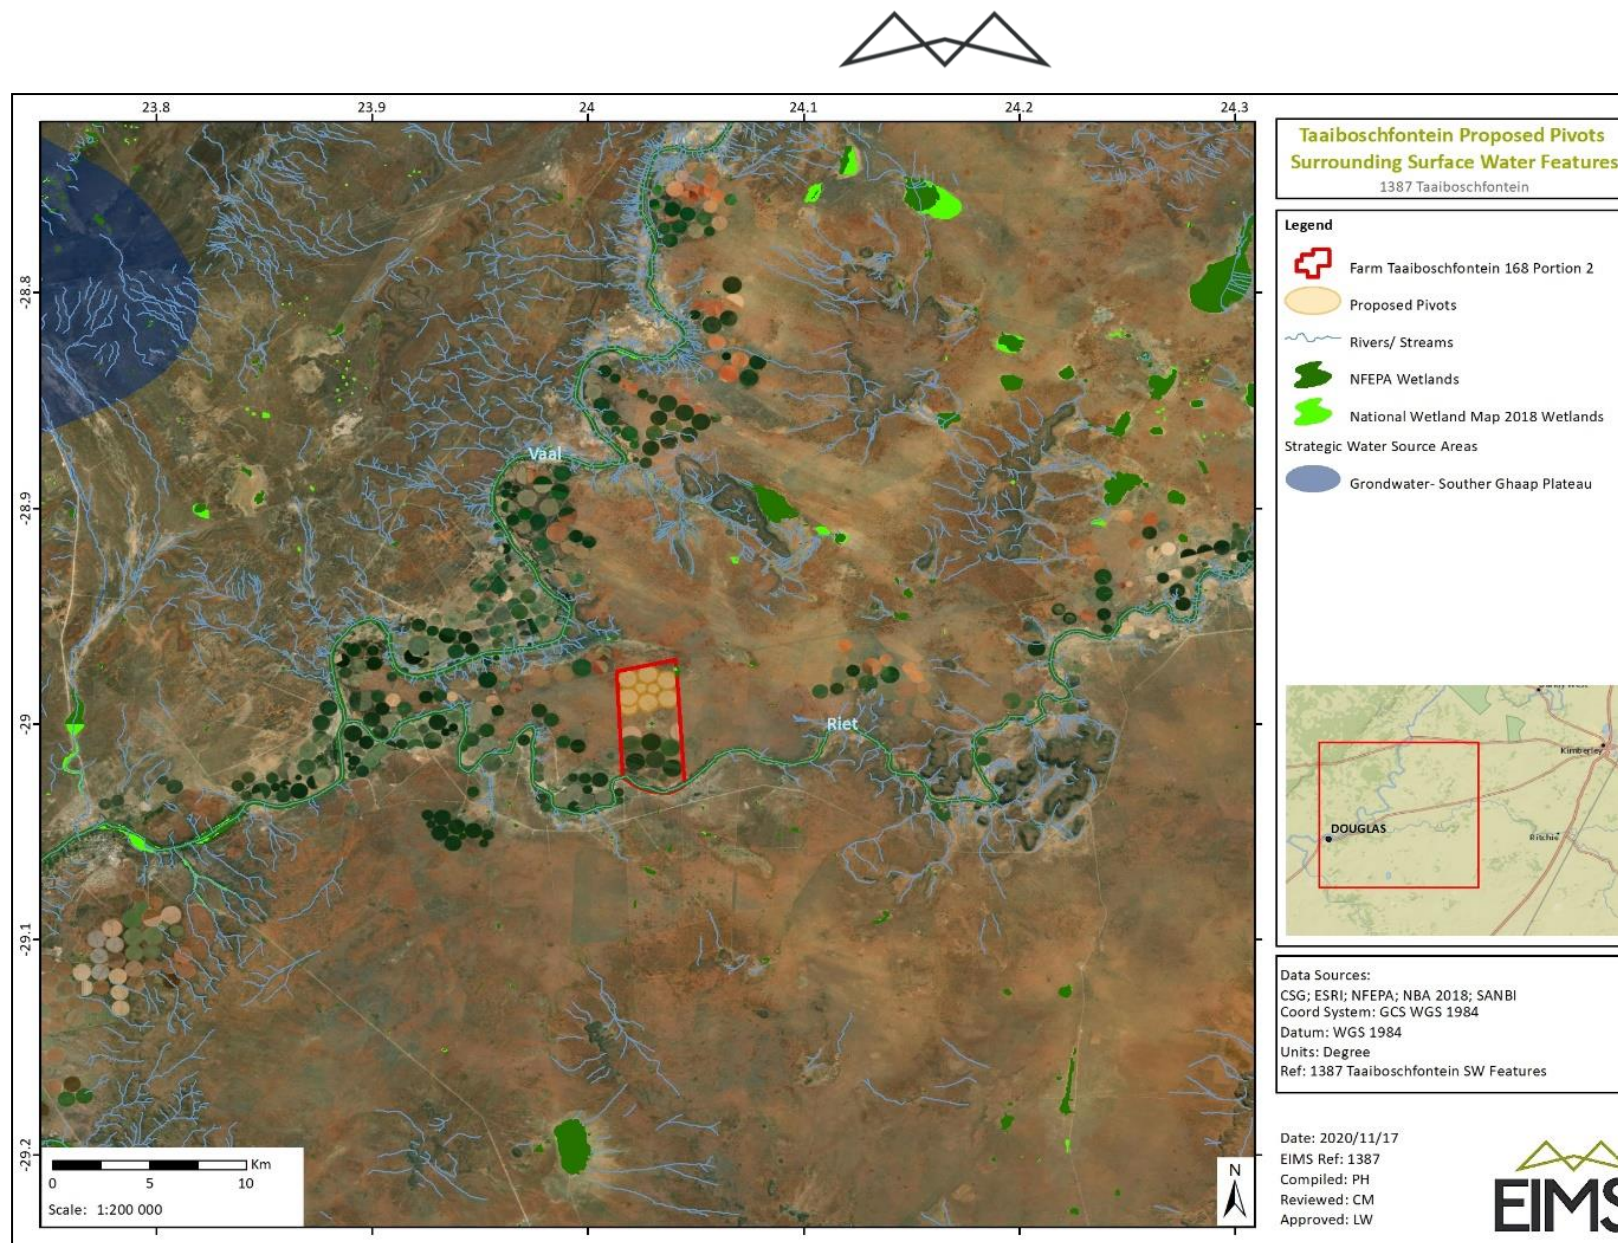 23.8 23.9 24 24.1 24.2 24.3
-28.8
-28.9
-29
-29.1
-29.2
Vaal
Riet
Km
0 5 10
Scale: 1:200 000
N
Taaiboschfontein Proposed Pivots
Surrounding Surface Water Features
1387 Taaiboschfontein
Legend
Farm Taaiboschfontein 168 Portion 2
Proposed Pivots
Rivers/ Streams
NFEPA Wetlands
National Wetland Map 2018 Wetlands
Strategic Water Source Areas
Grondwater- Souther Ghaap Plateau
Kimberley
DOUGLAS
Ritchie
Data Sources:
CSG; ESRI; NFEPA; NBA 2018; SANBI
Coord System: GCS WGS 1984
Datum: WGS 1984
Units: Degree
Ref: 1387 Taaiboschfontein SW Features
Date: 2020/11/17
EIMS Ref: 1387
Compiled: PH
Reviewed: CM
Approved: LW
EIMS